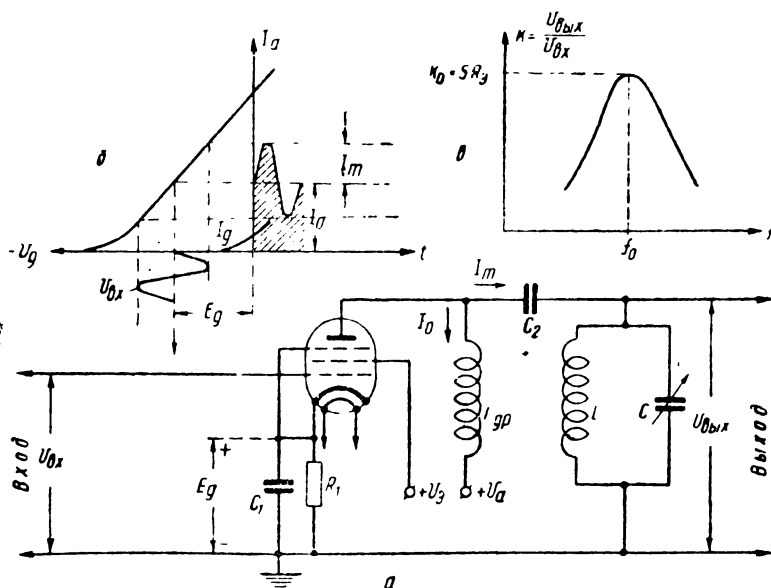 б
I_a
I_m
I_0
I_g
-U_g
t
U_вх
E_g
к = U_вых / U_вх
к_0 = SR_э
в
f_0
f
I_m
I_0
C_2
L_др
L
C
U_вых
Выход
Вход
U_вх
E_g
+
-
C_1
R_1
+U_э
+U_a
а